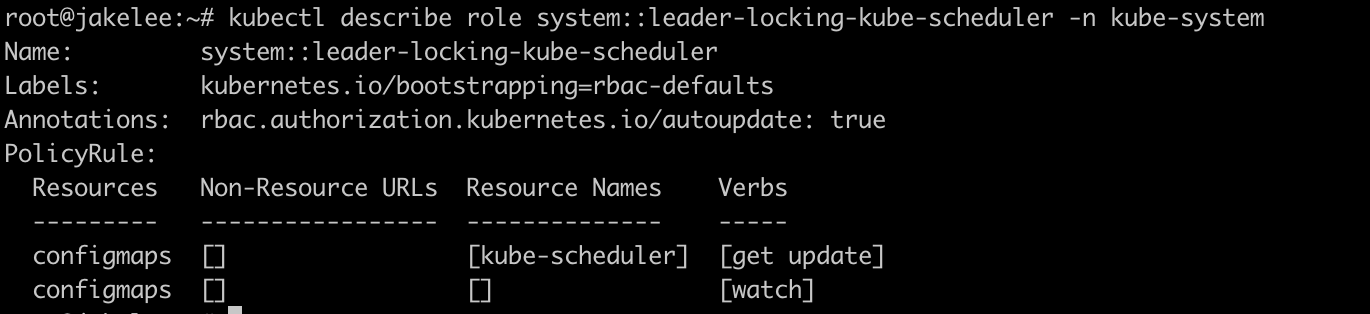 root@jakelee:~# kubectl describe role system::leader-locking-kube-scheduler -n kube-system
Name:         system::leader-locking-kube-scheduler
Labels:       kubernetes.io/bootstrapping=rbac-defaults
Annotations:  rbac.authorization.kubernetes.io/autoupdate: true
PolicyRule:
  Resources   Non-Resource URLs  Resource Names    Verbs
  ---------   -----------------  --------------    -----
  configmaps  []                 [kube-scheduler]  [get update]
  configmaps  []                 []                [watch]